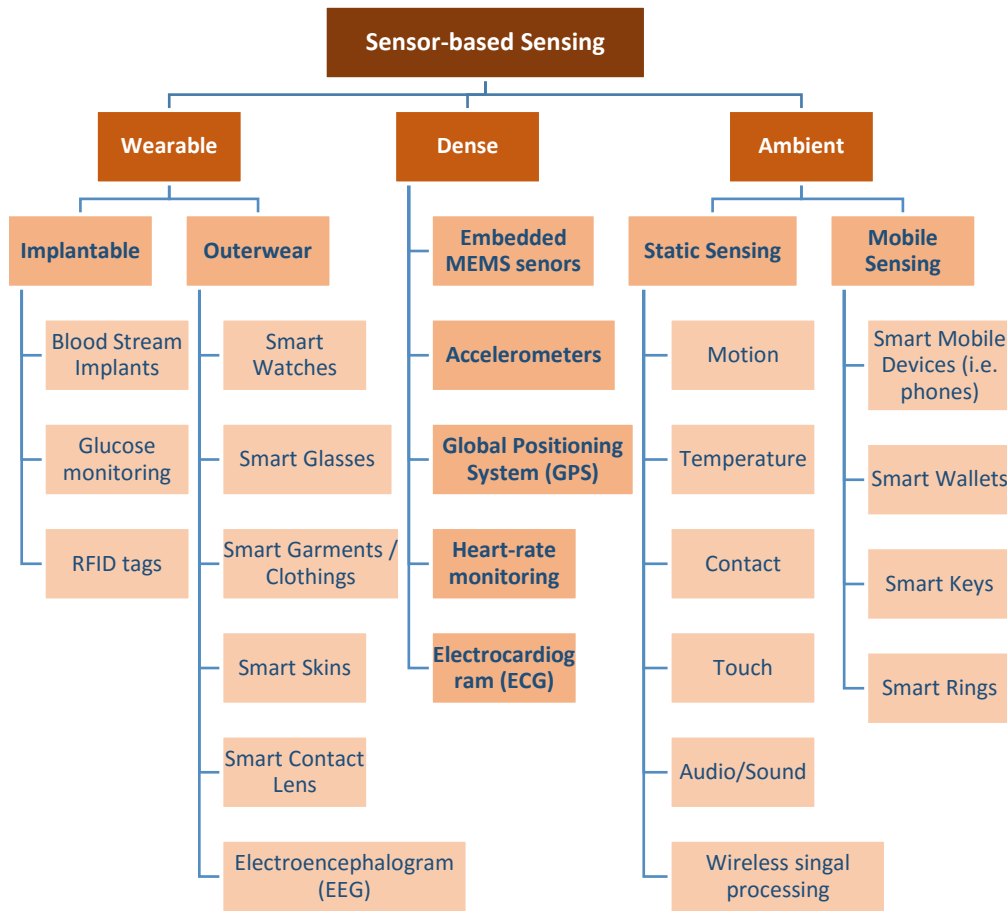 Sensor-based Sensing
Wearable
Dense
Ambient
Implantable
Outerwear
Embedded
MEMS senors
Static Sensing
Mobile
Sensing
Blood Stream
Implants
Smart
Watches
Accelerometers
Motion
Smart Mobile
Devices (i.e.
phones)
Glucose
monitoring
Smart Glasses
Global Positioning
System (GPS)
Temperature
Smart Wallets
RFID tags
Smart Garments /
Clothings
Heart-rate
monitoring
Contact
Smart Keys
Smart Skins
Electrocardiog
ram (ECG)
Touch
Smart Rings
Smart Contact
Lens
Audio/Sound
Electroencephalogram
(EEG)
Wireless singal
processing